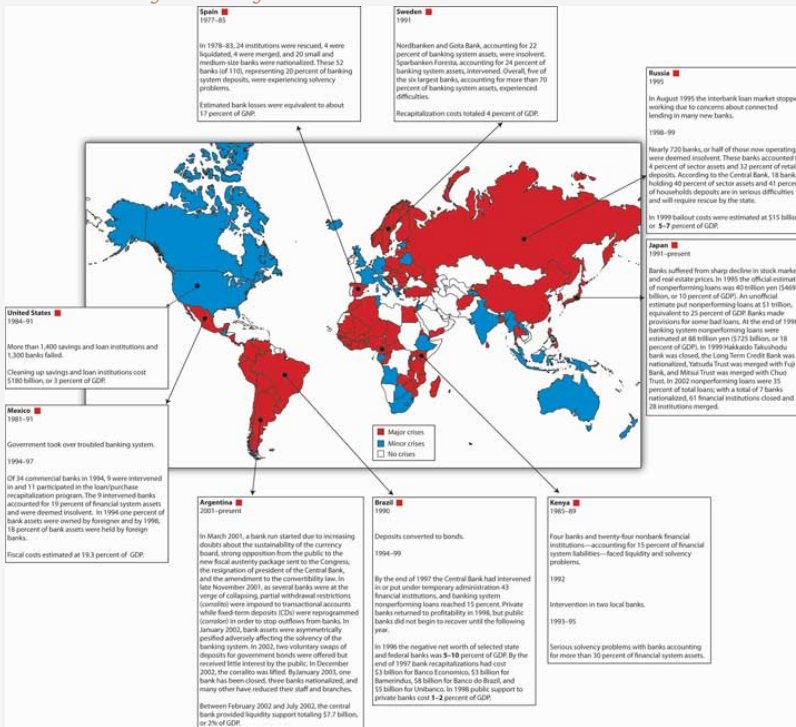 Spain
1977–85
In 1978–83, 24 institutions were rescued, 4 were
liquidated, 4 were merged, and 20 small and
medium-size banks were nationalized. These 52
banks (of 110), representing 20 percent of banking
system deposits, were experiencing solvency
problems.
Estimated bank losses were equivalent to about
17 percent of GNP.
Sweden
1991
Nordbanken and Gota Bank, accounting for 22
percent of banking system assets, were insolvent.
Sparbanken Foresta, accounting for 24 percent of
banking system assets, intervened. Overall, five of
the six largest banks, accounting for more than 70
percent of banking system assets, experienced
difficulties.
Recapitalization costs totaled 4 percent of GDP.
Russia
1995
In August 1995 the interbank loan market stoppe
working due to concerns about connected
lending in many new banks.
1998–99
Nearly 720 banks, or half of those now operating,
were deemed insolvent. These banks accounted f
4 percent of sector assets and 32 percent of retail
deposits. According to the Central Bank, 18 bank
holding 40 percent of sector assets and 41 percen
of households deposits are in serious difficulties
and will require rescue by the state.
In 1999 bailout costs were estimated at $15 billio
or 5–7 percent of GDP.
Japan
1991–present
Banks suffered from sharp decline in stock marke
and real estate prices. In 1995 the official estimat
of nonperforming loans was 40 trillion yen ($469
billion, or 10 percent of GDP). An unofficial
estimate put nonperforming loans at $1 trillion,
equivalent to 25 percent of GDP. Banks made
provisions for some bad loans. At the end of 1998
banking system nonperforming loans were
estimated at 88 trillion yen ($725 billion, or 18
percent of GDP). In 1999 Hakkaido Takushodu
bank was closed, the Long Term Credit Bank was
nationalized, Yatsuda Trust was merged with Fuji
Bank, and Mitsui Trust was merged with Chuo
Trust. In 2002 nonperforming loans were 35
percent of total loans; with a total of 7 banks
nationalized, 61 financial institutions closed and
28 institutions merged.
United States
1984–91
More than 1,400 savings and loan institutions and
1,300 banks failed.
Cleaning up savings and loan institutions cost
$180 billion, or 3 percent of GDP.
Mexico
1981–91
Government took over troubled banking system.
1994–97
Of 34 commercial banks in 1994, 9 were intervened
in and 11 participated in the loan/purchase
recapitalization program. The 9 intervened banks
accounted for 19 percent of financial system assets
and were deemed insolvent. In 1994 one percent of
bank assets were owned by foreigner and by 1998,
18 percent of bank assets were held by foreign
banks.
Fiscal costs estimated at 19.3 percent of GDP.
Major crises
Minor crises
No crises
Argentina
2001–present
In March 2001, a bank run started due to increasing
doubts about the sustainability of the currency
board, strong opposition from the public to the
new fiscal austerity package sent to the Congress,
the resignation of president of the Central Bank,
and the amendment to the convertibility law. In
late November 2001, as several banks were at the
verge of collapsing, partial withdrawal restrictions
(corralito) were imposed to transactional accounts
while fixed-term deposits (CDs) were reprogrammed
(corralon) in order to stop outflows from banks. In
January 2002, bank assets were asymmetrically
pesified adversely affecting the solvency of the
banking system. In 2002, two voluntary swaps of
deposits for government bonds were offered but
received little interest by the public. In December
2002, the corralito was lifted. By January 2003, one
bank has been closed, three banks nationalized, and
many other have reduced their staff and branches.
Between February 2002 and July 2002, the central
bank provided liquidity support totaling $7.7 billion,
or 2% of GDP.
Brazil
1990
Deposits converted to bonds.
1994–99
By the end of 1997 the Central Bank had intervened
in or put under temporary administration 43
financial institutions, and banking system
nonperforming loans reached 15 percent. Private
banks returned to profitability in 1998, but public
banks did not begin to recover until the following
year.
In 1996 the negative net worth of selected state
and federal banks was 5–10 percent of GDP. By the
end of 1997 bank recapitalizations had cost
$3 billion for Banco Economico, $3 billion for
Bamerindus, $8 billion for Banco do Brazil, and
$5 billion for Unibanco. In 1998 public support to
private banks cost 1–2 percent of GDP.
Kenya
1985–89
Four banks and twenty-four nonbank financial
institutions—accounting for 15 percent of financial
system liabilities—faced liquidity and solvency
problems.
1992
Intervention in two local banks.
1993–95
Serious solvency problems with banks accounting
for more than 30 percent of financial system assets.